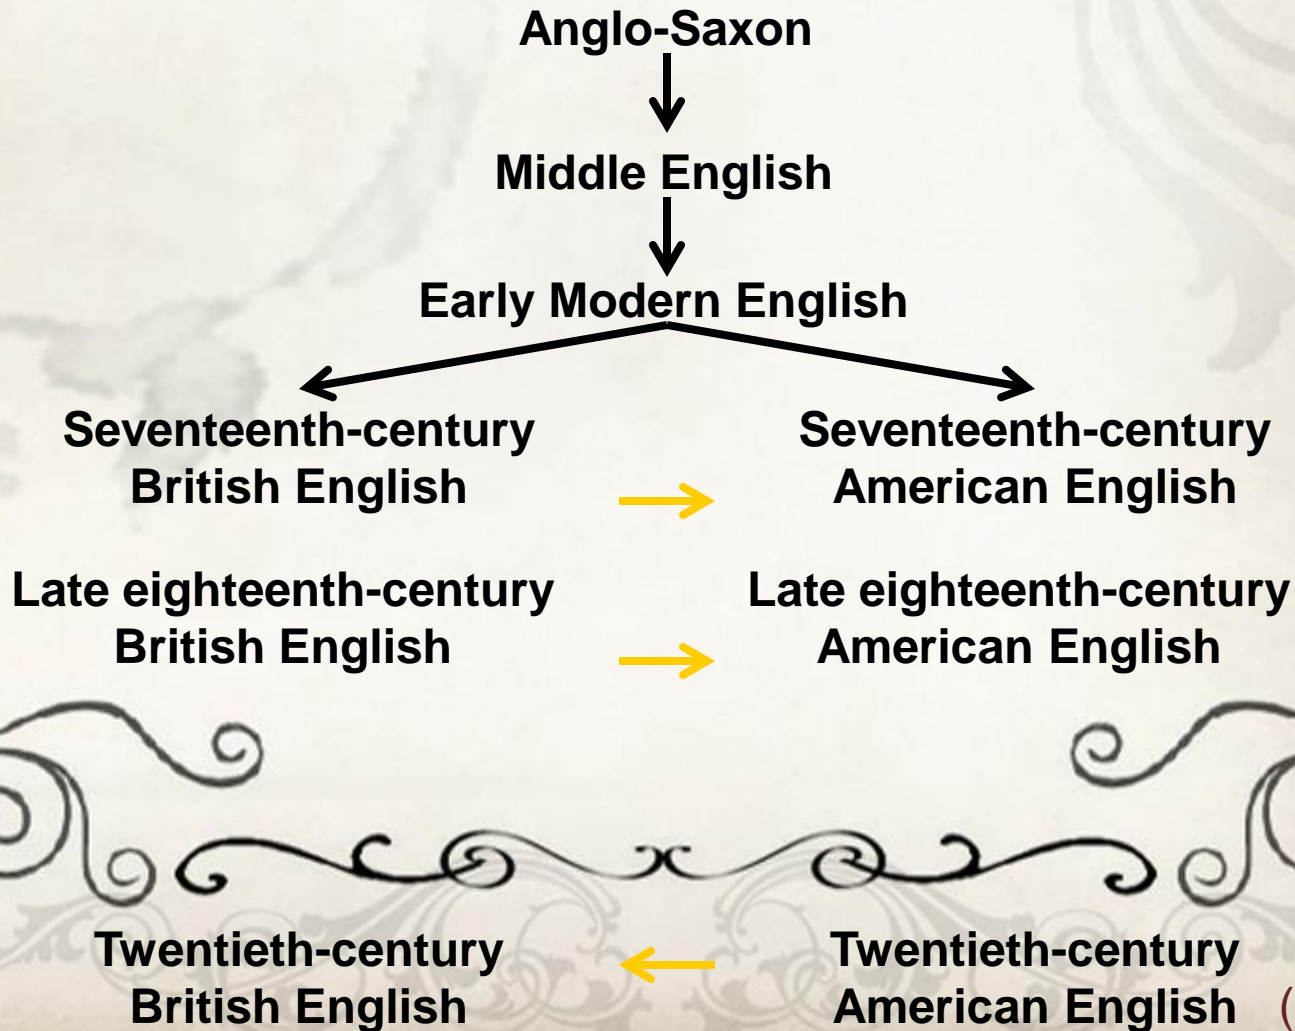 Anglo-Saxon
Middle English
Early Modern English
Seventeenth-century
British English
Seventeenth-century
American English
Late eighteenth-century
British English
Late eighteenth-century
American English
Twentieth-century
British English
Twentieth-century
American English (